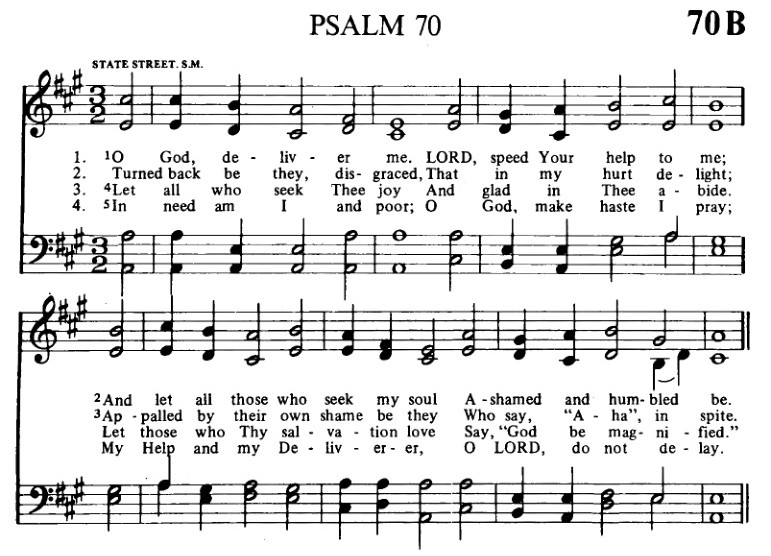 PSALM 70 70 B
STATE STREET. S.M.
3
2
1. ¹O God, de - liv - er me. LORD, speed Your help to me;
2. Turned back be they, dis- graced, That in my hurt de - light;
3. ⁴Let all who seek Thee joy And glad in Thee a - bide.
4. ⁵In need am I and poor; O God, make haste I pray;
3
2
²And let all those who seek my soul A - shamed and hum- bled be.
³Ap - palled by their own shame be they Who say, “A - ha”, in spite.
Let those who Thy sal - va - tion love Say, “God be mag - ni - fied.”
My Help and my De - liv - er - er, O LORD, do not de - lay.